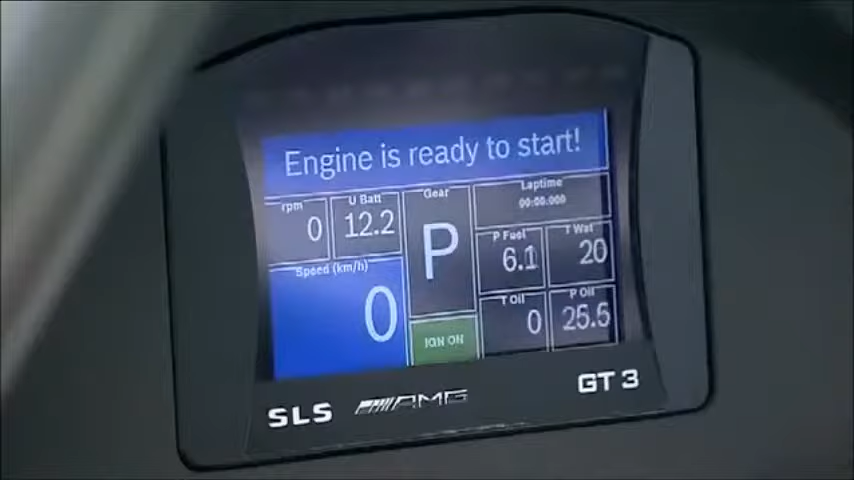 Engine is ready to start!
rpm
0
U Batt
12.2
Gear
P
Laptime
00:00.000
P Fuel
6.1
T Wat
20
Speed (km/h)
0
IGN ON
T Oil
0
P Oil
25.5
SLS AMG GT 3